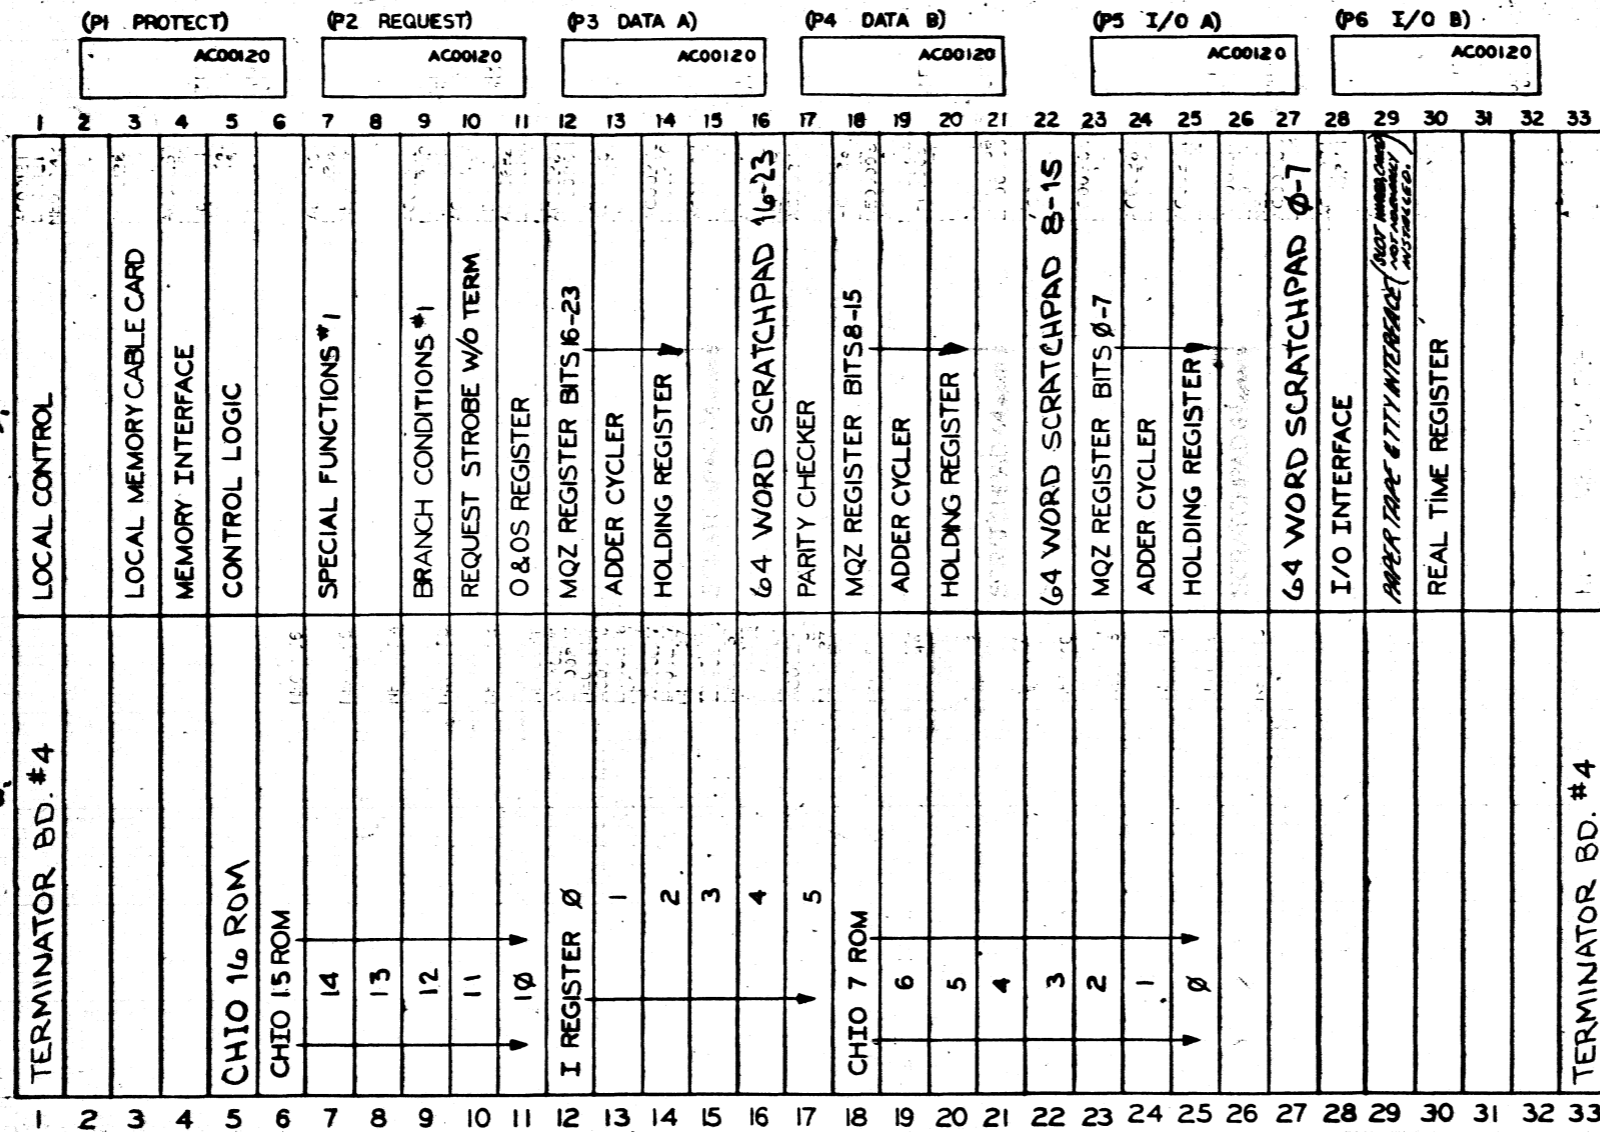 (P1 PROTECT)
(P2 REQUEST)
(P3 DATA A)
(P4 DATA B)
(P5 I/O A)
(P6 I/O B)
AC00120
AC00120
AC00120
AC00120
AC00120
AC00120
1 2 3 4 5 6 7 8 9 10 11 12 13 14 15 16 17 18 19 20 21 22 23 24 25 26 27 28 29 30 31 32 33
LOCAL CONTROL
LOCAL MEMORY CABLE CARD
MEMORY INTERFACE
CONTROL LOGIC
SPECIAL FUNCTIONS #1
BRANCH CONDITIONS #1
REQUEST STROBE W/O TERM
O & OS REGISTER
MQZ REGISTER BITS 16-23
ADDER CYCLER
HOLDING REGISTER
64 WORD SCRATCHPAD 16-23
PARITY CHECKER
MQZ REGISTER BITS 8-15
ADDER CYCLER
HOLDING REGISTER
64 WORD SCRATCHPAD 8-15
MQZ REGISTER BITS Ø-7
ADDER CYCLER
HOLDING REGISTER
64 WORD SCRATCHPAD Ø-7
I/O INTERFACE
PAPER TAPE & TTY INTERFACE (SLOT
NOT NORMALLY
INSTALLED.)
REAL TIME REGISTER
TERMINATOR BD. #4
CHIO 16 ROM
CHIO 15 ROM
14
13
12
11
1Ø
I REGISTER Ø
1
2
3
4
5
CHIO 7 ROM
6
5
4
3
2
1
Ø
TERMINATOR BD. #4
1 2 3 4 5 6 7 8 9 10 11 12 13 14 15 16 17 18 19 20 21 22 23 24 25 26 27 28 29 30 31 32 33